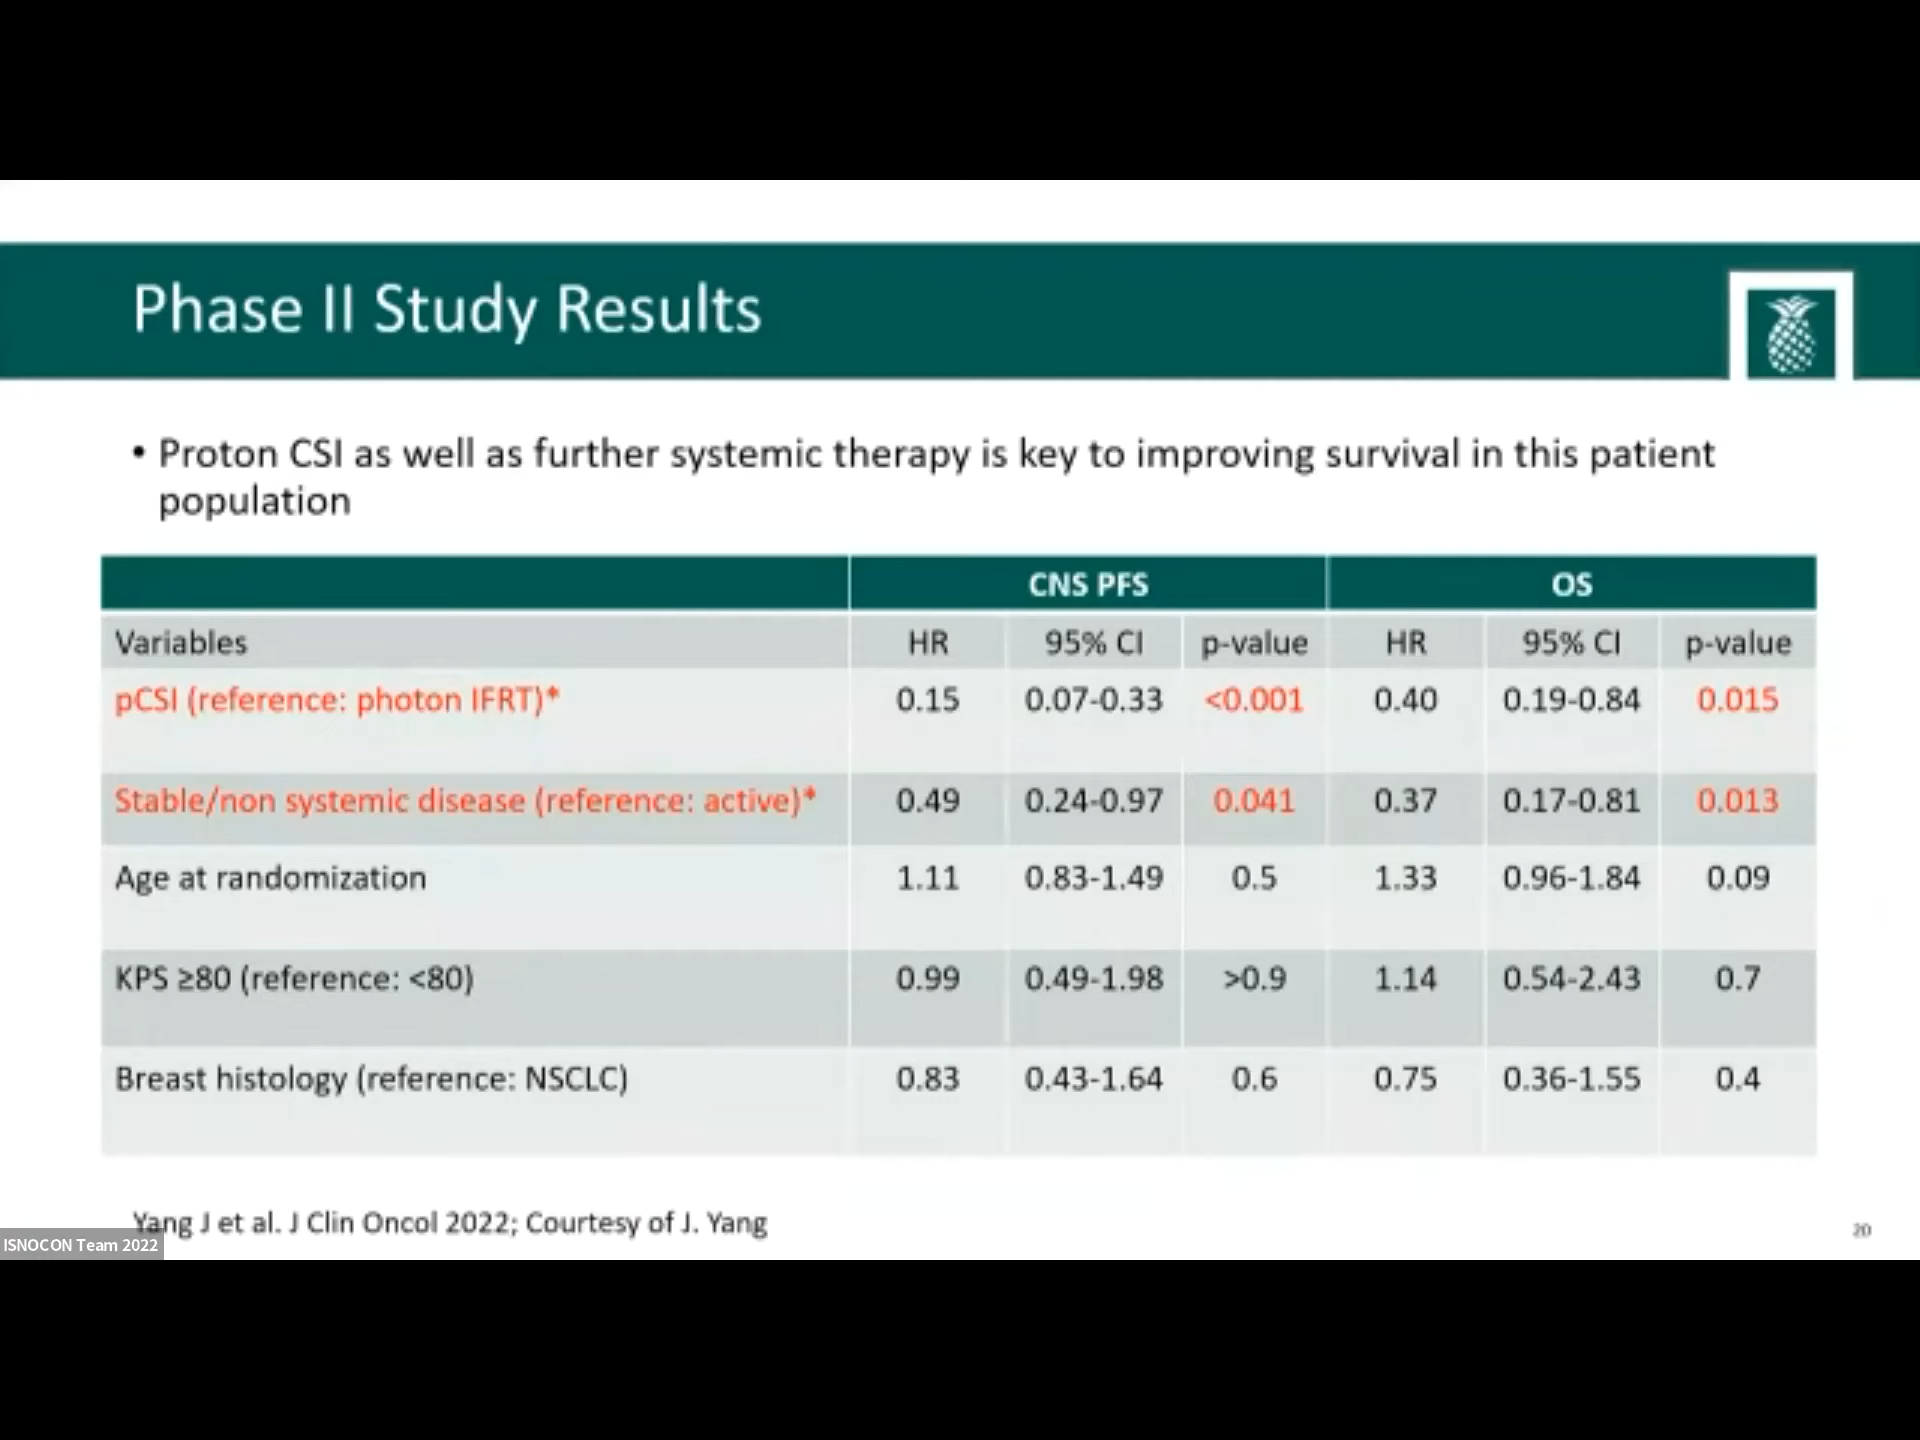 Phase II Study Results
• Proton CSI as well as further systemic therapy is key to improving survival in this patient
population
CNS PFS OS
Variables HR 95% CI p-value HR 95% CI p-value
pCSI (reference: photon IFRT)* 0.15 0.07-0.33 <0.001 0.40 0.19-0.84 0.015
Stable/non systemic disease (reference: active)* 0.49 0.24-0.97 0.041 0.37 0.17-0.81 0.013
Age at randomization 1.11 0.83-1.49 0.5 1.33 0.96-1.84 0.09
KPS ≥80 (reference: <80) 0.99 0.49-1.98 >0.9 1.14 0.54-2.43 0.7
Breast histology (reference: NSCLC) 0.83 0.43-1.64 0.6 0.75 0.36-1.55 0.4
Yang J et al. J Clin Oncol 2022; Courtesy of J. Yang
20
ISNOCON Team 2022